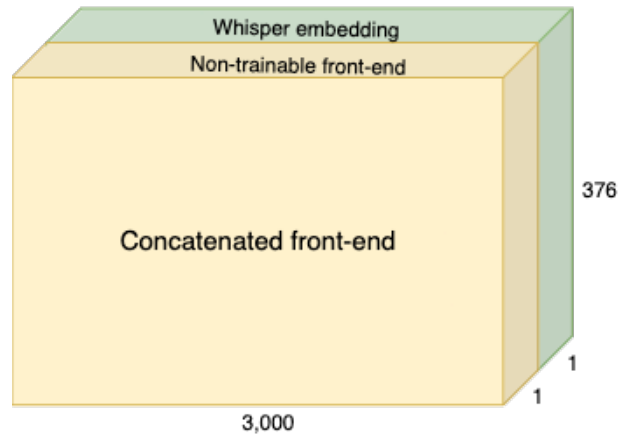 Whisper embedding
Non-trainable front-end
Concatenated front-end
376
1
1
3,000